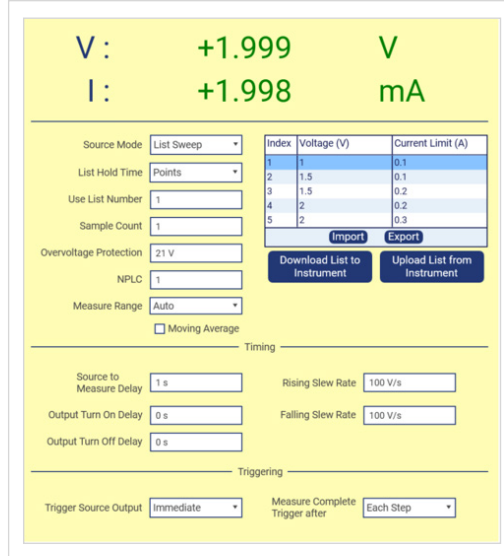 V : +1.999 V
I : +1.998 mA
Source Mode List Sweep
List Hold Time Points
Use List Number 1
Sample Count 1
Overvoltage Protection 21 V
NPLC 1
Measure Range Auto
Moving Average
Index Voltage (V) Current Limit (A)
1 1 0.1
2 1.5 0.1
3 1.5 0.2
4 2 0.2
5 2 0.3
Import Export
Download List to
Instrument
Upload List from
Instrument
Timing
Source to
Measure Delay 1 s
Output Turn On Delay 0 s
Output Turn Off Delay 0 s
Rising Slew Rate 100 V/s
Falling Slew Rate 100 V/s
Triggering
Trigger Source Output Immediate
Measure Complete
Trigger after Each Step